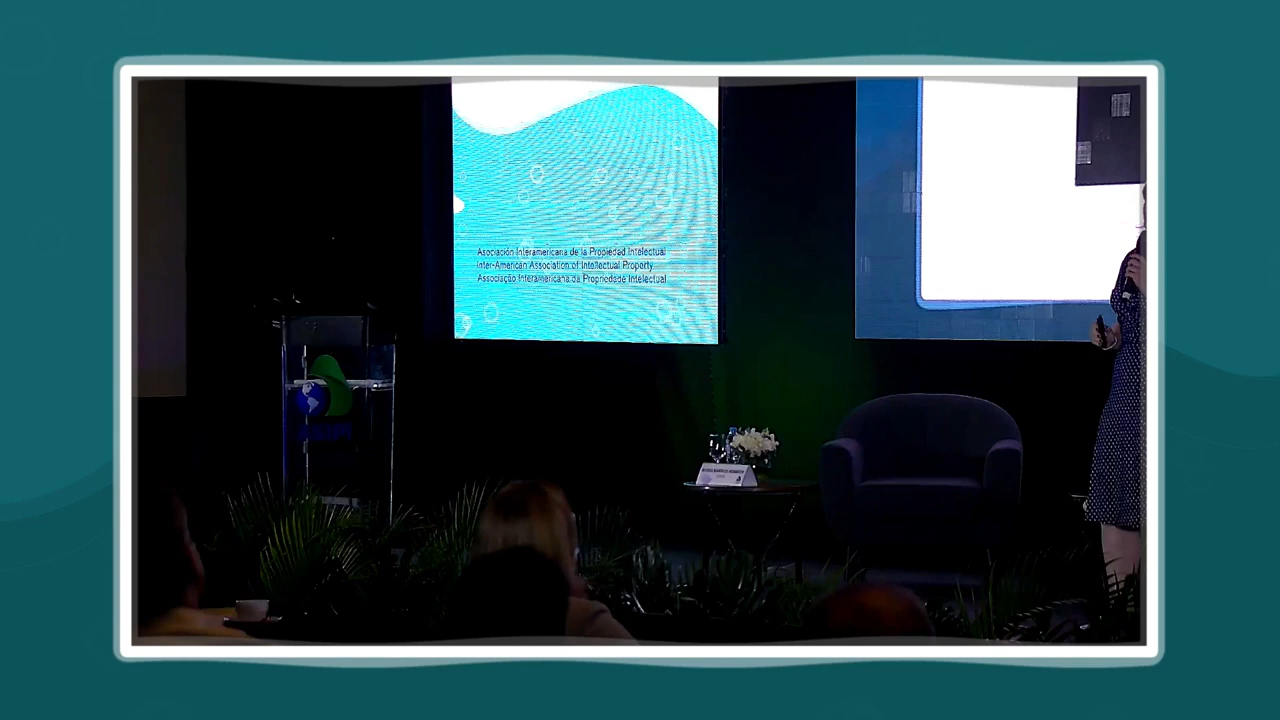 Asociación Interamericana de la Propiedad Intelectual
Inter-American Association of Intellectual Property
Associação Interamericana da Propriedade Intelectual